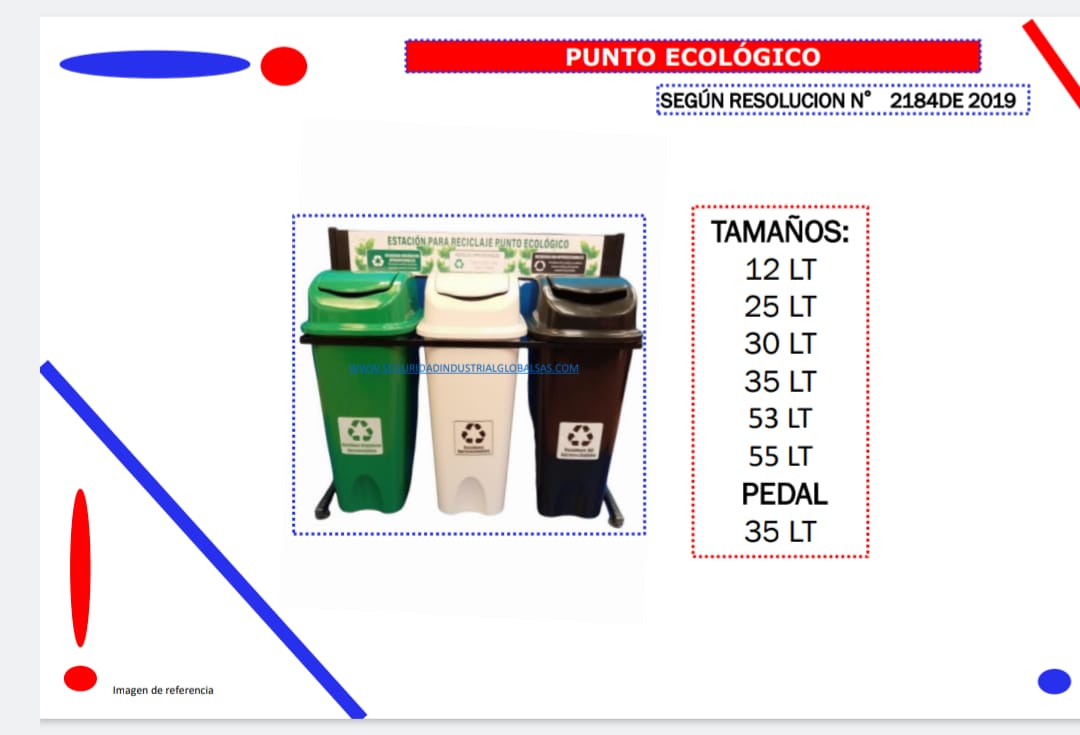 PUNTO ECOLÓGICO
SEGÚN RESOLUCION N° 2184DE 2019
ESTACIÓN PARA RECICLAJE PUNTO ECOLÓGICO
WWW.SEGURIDADINDUSTRIALGLOBALSAS.COM
TAMAÑOS:
12 LT
25 LT
30 LT
35 LT
53 LT
55 LT
PEDAL
35 LT
Imagen de referencia